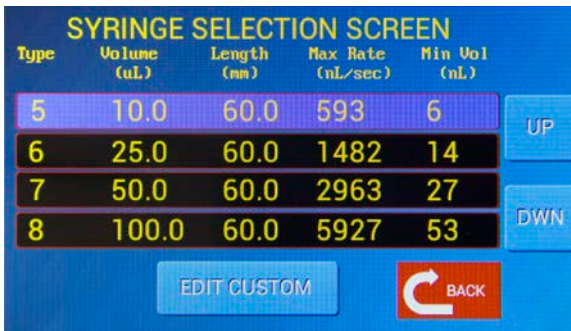 SYRINGE SELECTION SCREEN
Type Volume Length Max Rate Min Vol
(uL) (mm) (nL/sec) (nL)
5 10.0 60.0 593 6
UP
6 25.0 60.0 1482 14
7 50.0 60.0 2963 27
DWN
8 100.0 60.0 5927 53
EDIT CUSTOM BACK